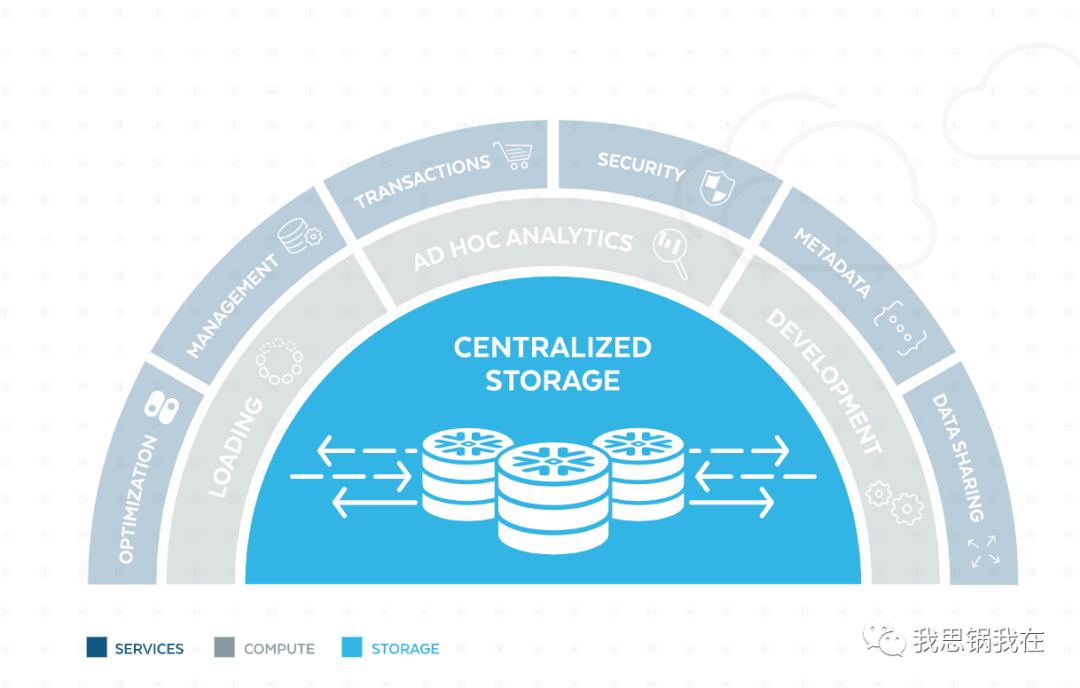 TRANSACTIONS
SECURITY
MANAGEMENT
AD HOC ANALYTICS
METADATA
OPTIMIZATION
LOADING
CENTRALIZED
STORAGE
DEVELOPMENT
DATA SHARING
SERVICES
COMPUTE
STORAGE
我思锅我在